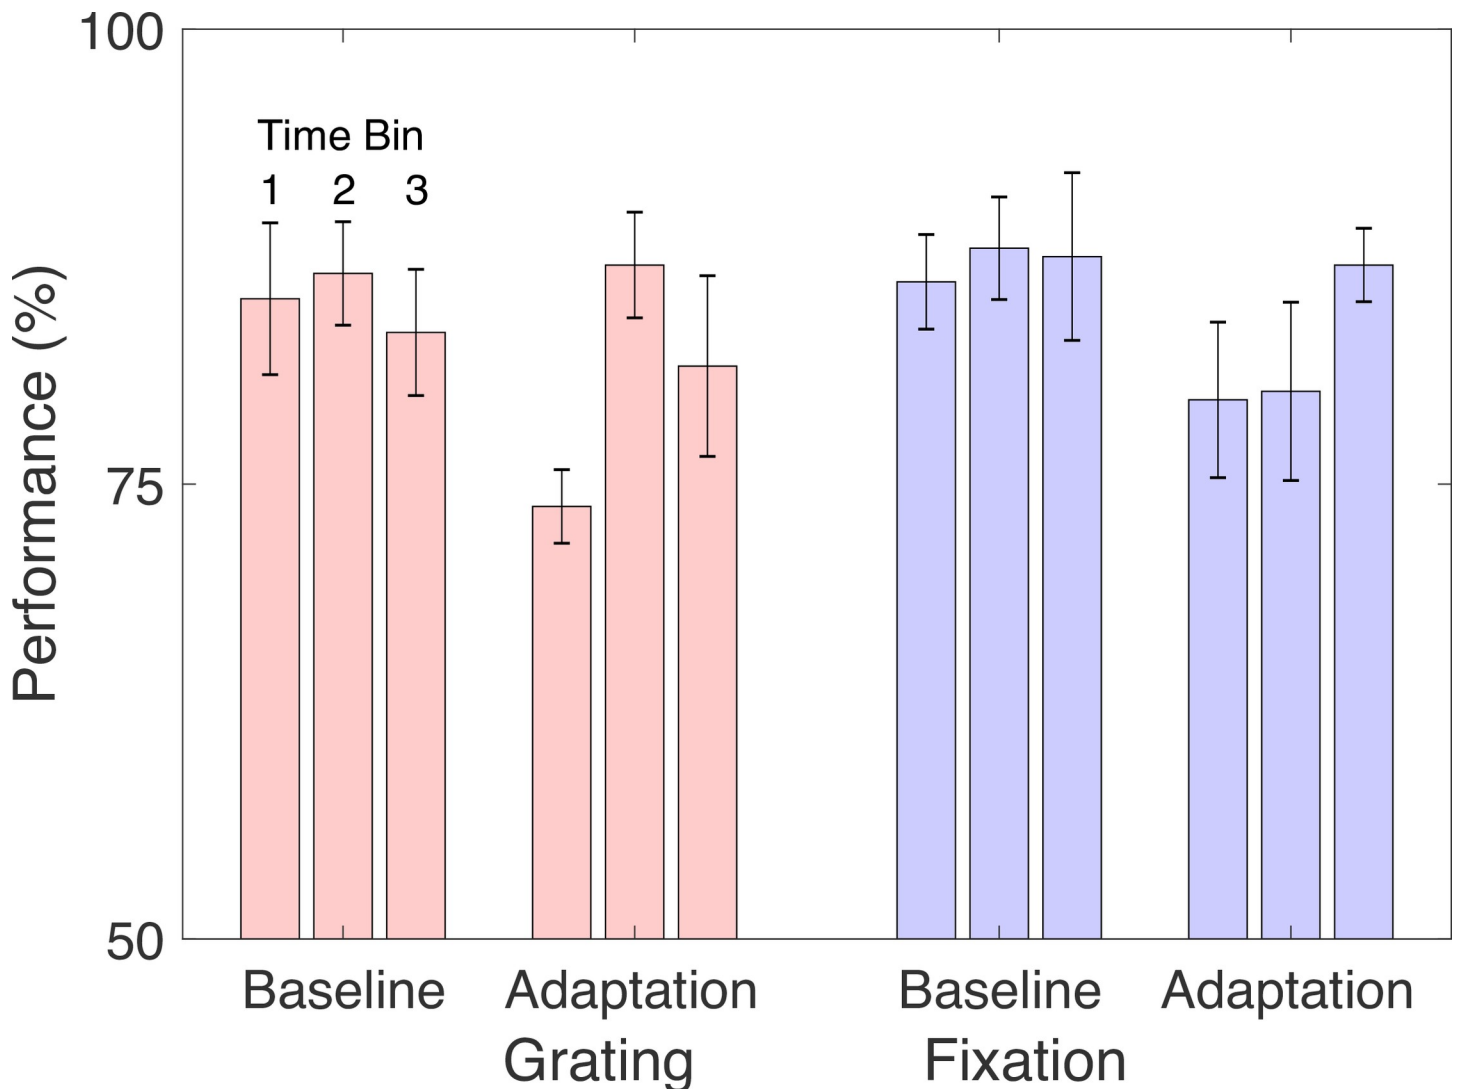 100
Time Bin
1 2 3
Performance (%)
75
50
Baseline Adaptation Baseline Adaptation
Grating Fixation